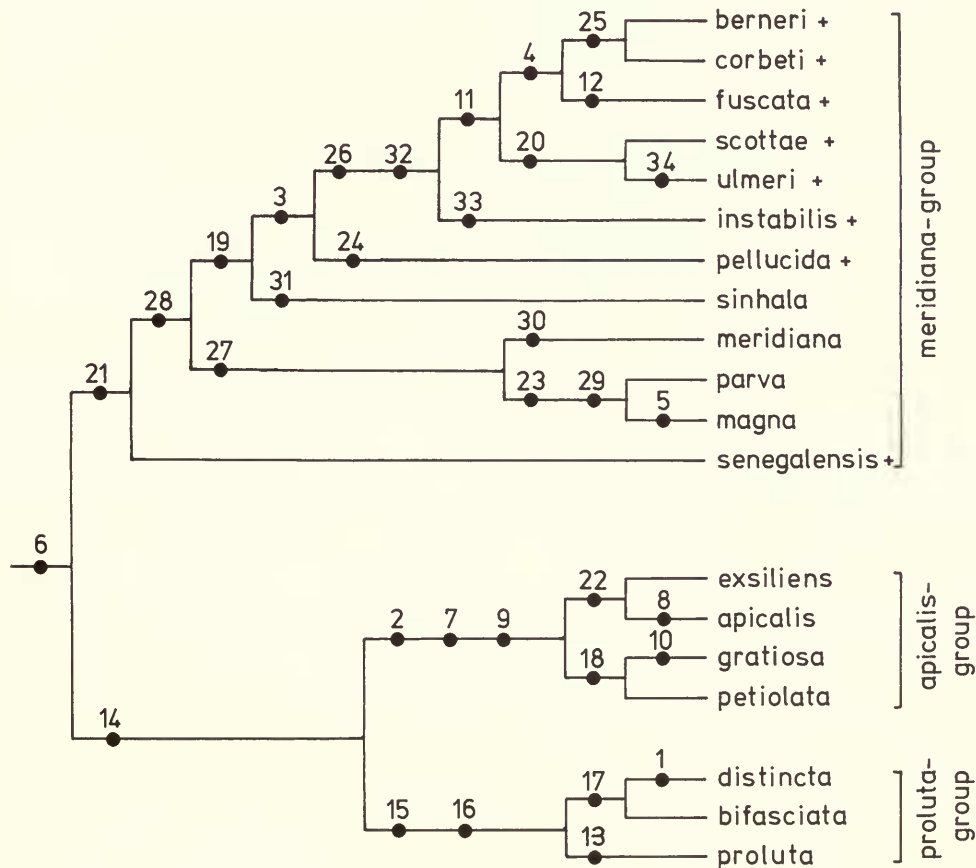 25 berneri +
4 corbeti +
11 12 fuscata +
20 scottae +
26 32 34 ulmeri +
3 33 instabilis +
19 24 pellucida +
31 sinhala
28 30 meridiana
27 parva
21 23 29 5 magna
senegalensis +
meridiana-group
6
22 exsiliens
2 7 9 8 apicalis
18 10 gratiosa
petiolata
apicalis-
group
14
1 distincta
17 bifasciata
15 16 13 proluta
proluta-
group